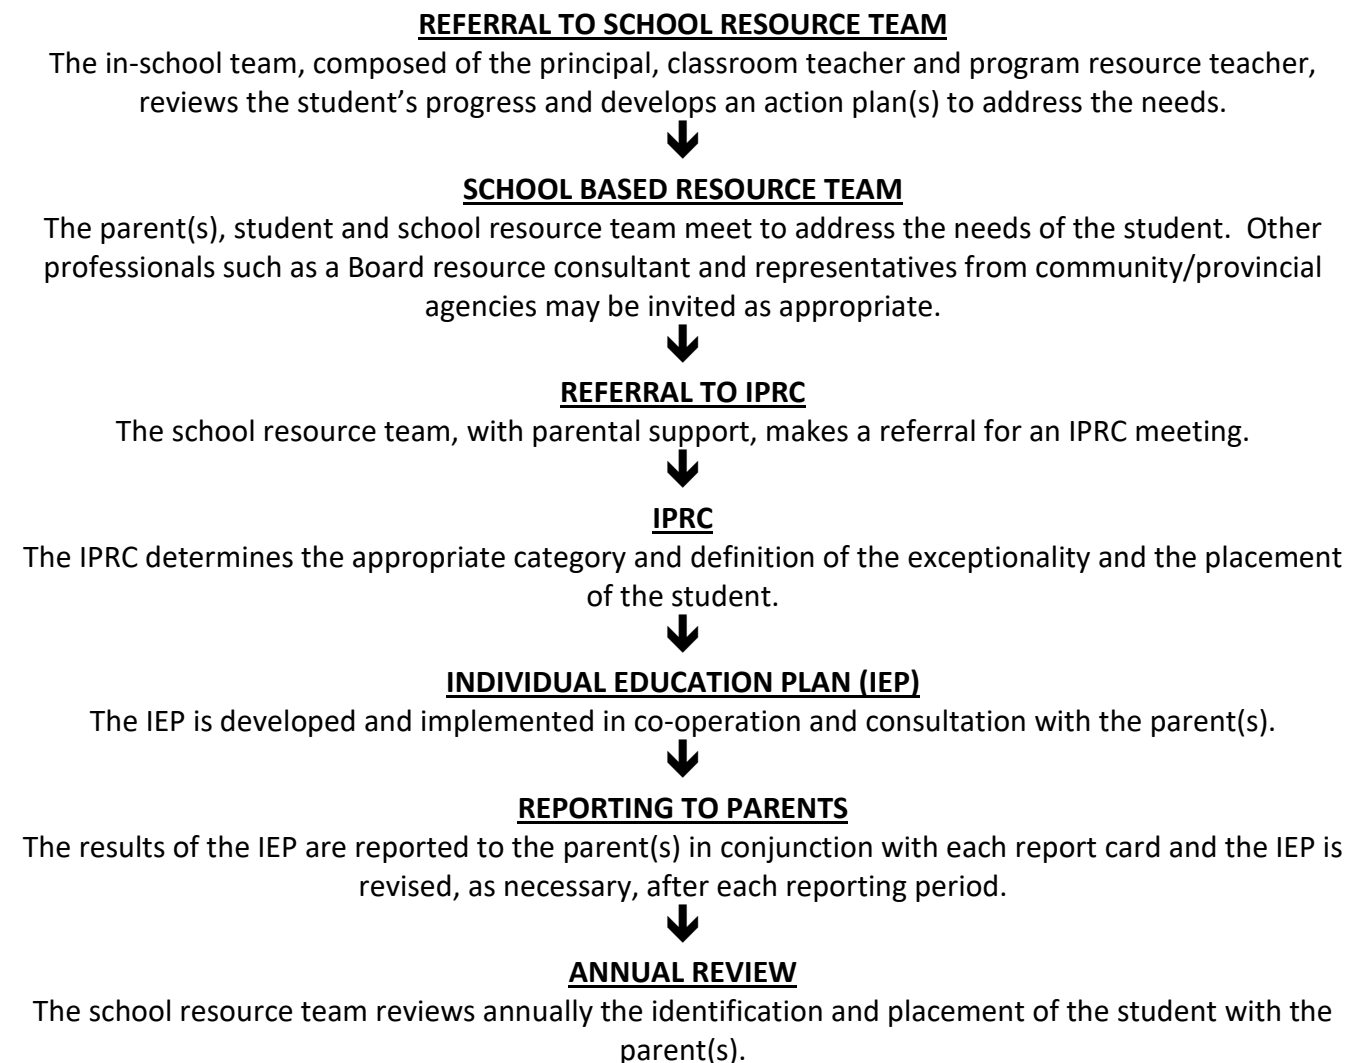 REFERRAL TO SCHOOL RESOURCE TEAM
The in-school team, composed of the principal, classroom teacher and program resource teacher,
reviews the student’s progress and develops an action plan(s) to address the needs.
SCHOOL BASED RESOURCE TEAM
The parent(s), student and school resource team meet to address the needs of the student.  Other
professionals such as a Board resource consultant and representatives from community/provincial
agencies may be invited as appropriate.
REFERRAL TO IPRC
The school resource team, with parental support, makes a referral for an IPRC meeting.
IPRC
The IPRC determines the appropriate category and definition of the exceptionality and the placement
of the student.
INDIVIDUAL EDUCATION PLAN (IEP)
The IEP is developed and implemented in co-operation and consultation with the parent(s).
REPORTING TO PARENTS
The results of the IEP are reported to the parent(s) in conjunction with each report card and the IEP is
revised, as necessary, after each reporting period.
ANNUAL REVIEW
The school resource team reviews annually the identification and placement of the student with the
parent(s).